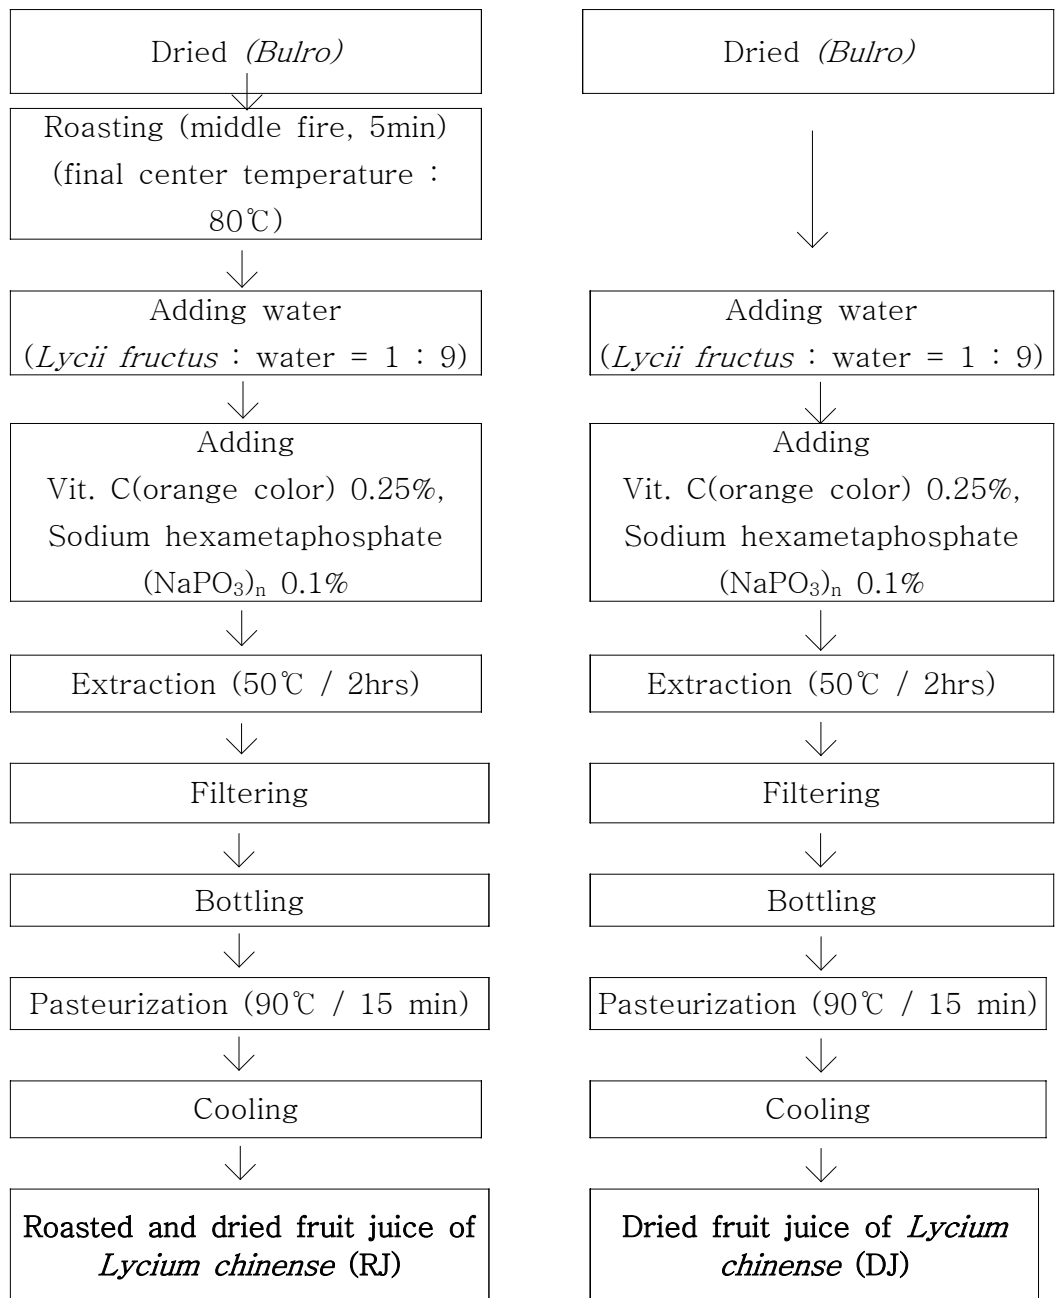 Dried (Bulro)
Roasting (middle fire, 5min)
(final center temperature :
80℃)
Adding water
(Lycii fructus : water = 1 : 9)
Adding
Vit. C(orange color) 0.25%,
Sodium hexametaphosphate
(NaPO₃)ₙ 0.1%
Extraction (50℃ / 2hrs)
Filtering
Bottling
Pasteurization (90℃ / 15 min)
Cooling
Roasted and dried fruit juice of
Lycium chinense (RJ)
Dried (Bulro)
Adding water
(Lycii fructus : water = 1 : 9)
Adding
Vit. C(orange color) 0.25%,
Sodium hexametaphosphate
(NaPO₃)ₙ 0.1%
Extraction (50℃ / 2hrs)
Filtering
Bottling
Pasteurization (90℃ / 15 min)
Cooling
Dried fruit juice of Lycium
chinense (DJ)